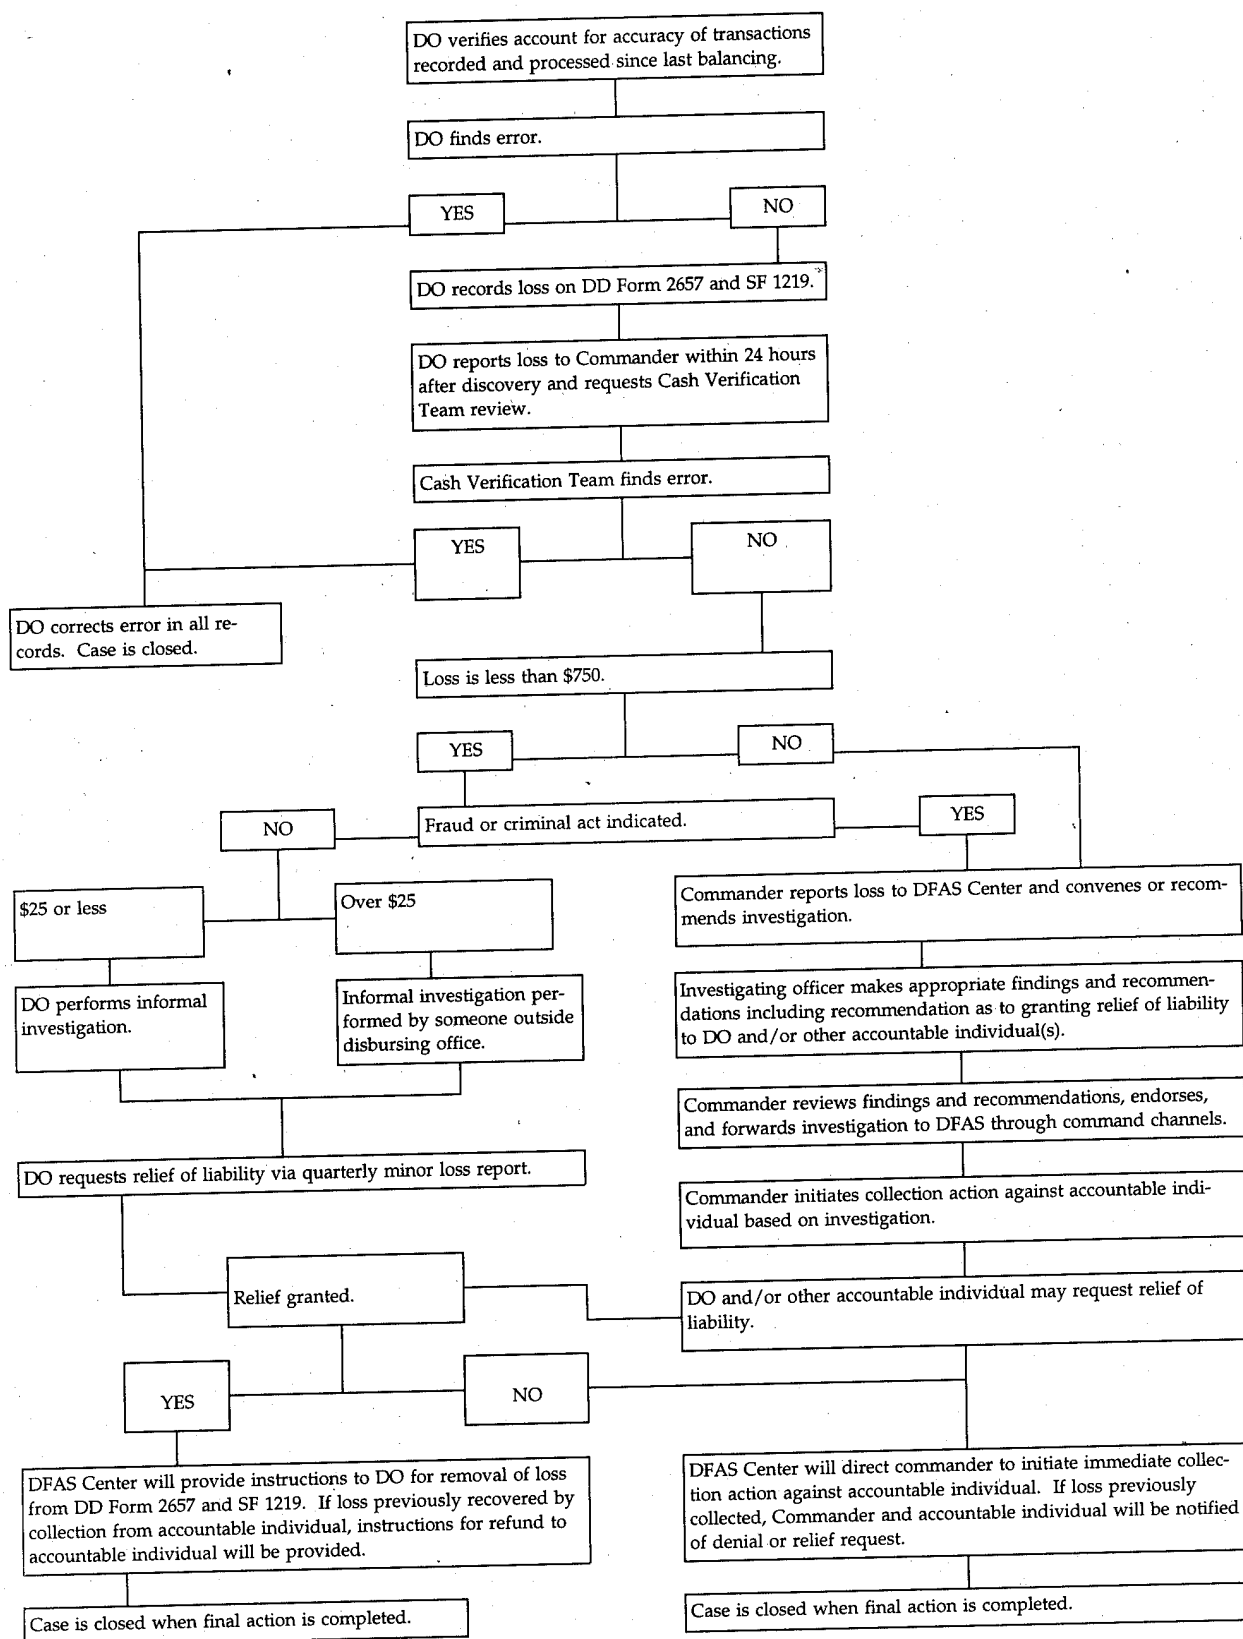 DO verifies account for accuracy of transactions
recorded and processed since last balancing.
DO finds error.
YES
NO
DO records loss on DD Form 2657 and SF 1219.
DO reports loss to Commander within 24 hours
after discovery and requests Cash Verification
Team review.
Cash Verification Team finds error.
YES
NO
DO corrects error in all re-
cords. Case is closed.
Loss is less than $750.
YES
NO
NO
Fraud or criminal act indicated.
YES
$25 or less
Over $25
Commander reports loss to DFAS Center and convenes or recom-
mends investigation.
DO performs informal
investigation.
Informal investigation per-
formed by someone outside
disbursing office.
Investigating officer makes appropriate findings and recommen-
dations including recommendation as to granting relief of liability
to DO and/or other accountable individual(s).
Commander reviews findings and recommendations, endorses,
and forwards investigation to DFAS through command channels.
DO requests relief of liability via quarterly minor loss report.
Commander initiates collection action against accountable indi-
vidual based on investigation.
Relief granted.
DO and/or other accountable individual may request relief of
liability.
YES
NO
DFAS Center will provide instructions to DO for removal of loss
from DD Form 2657 and SF 1219. If loss previously recovered by
collection from accountable individual, instructions for refund to
accountable individual will be provided.
DFAS Center will direct commander to initiate immediate collec-
tion action against accountable individual. If loss previously
collected, Commander and accountable individual will be notified
of denial or relief request.
Case is closed when final action is completed.
Case is closed when final action is completed.